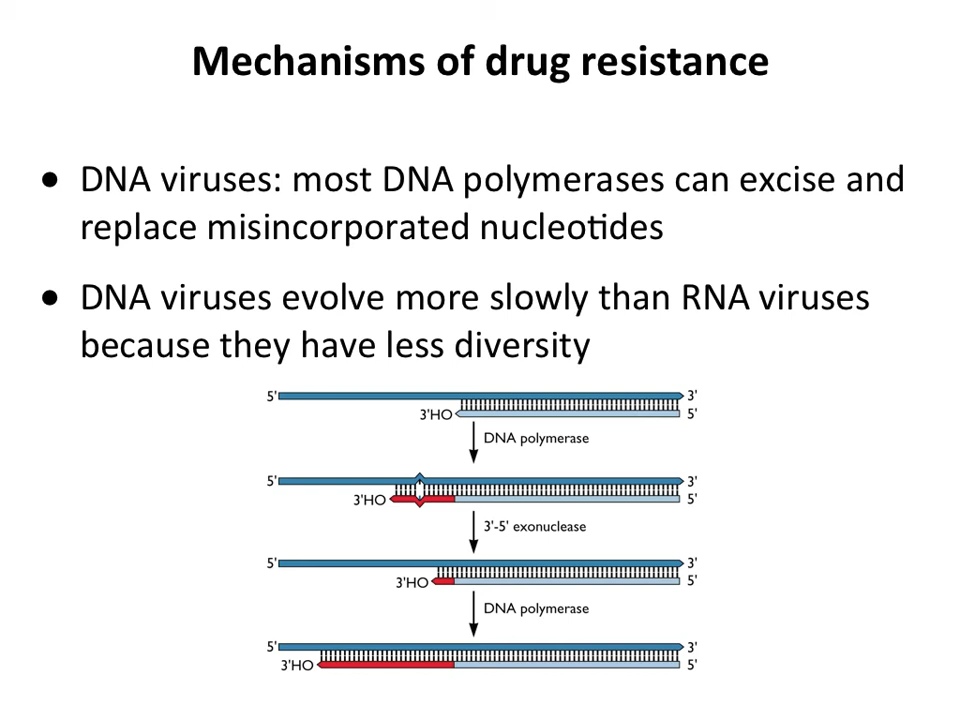 Mechanisms of drug resistance
• DNA viruses: most DNA polymerases can excise and
replace misincorporated nucleotides
• DNA viruses evolve more slowly than RNA viruses
because they have less diversity
5' 3'
3'HO 5'
DNA polymerase
5' 3'
3'HO 5'
3'-5' exonuclease
5' 3'
3'HO 5'
DNA polymerase
5' 3'
3'HO 5'